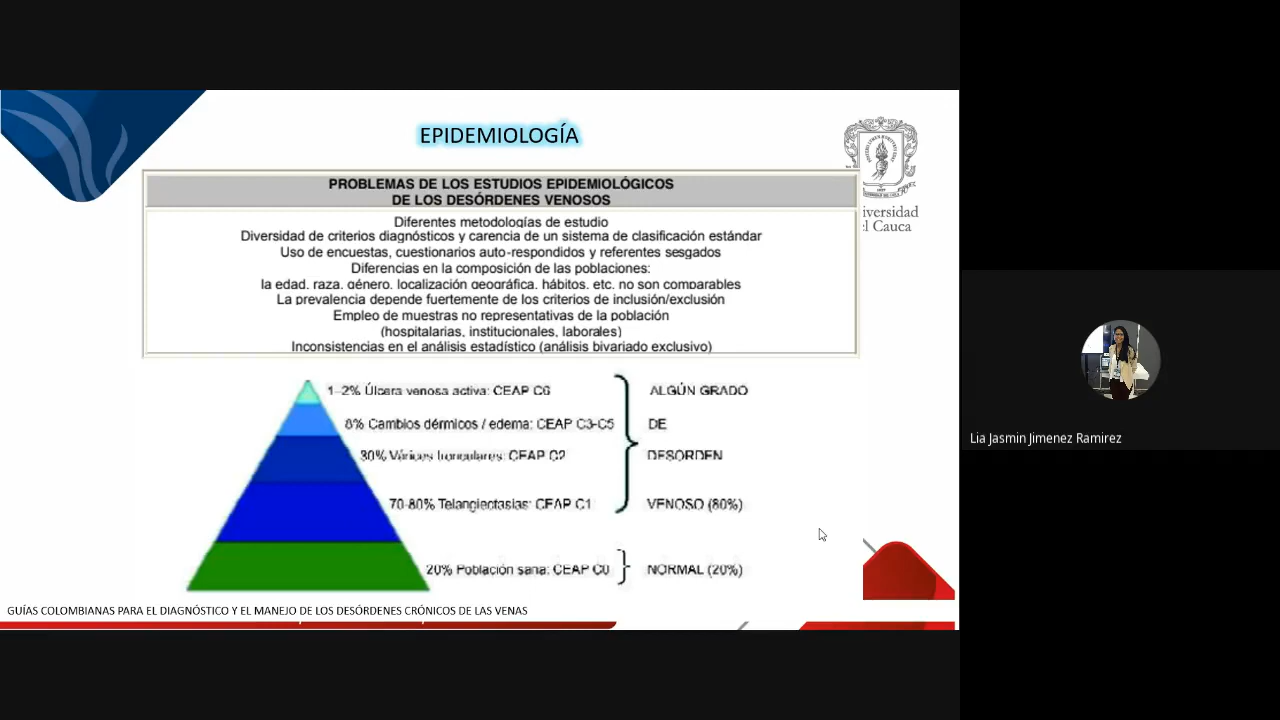 EPIDEMIOLOGÍA
PROBLEMAS DE LOS ESTUDIOS EPIDEMIOLÓGICOS
DE LOS DESÓRDENES VENOSOS
Diferentes metodologías de estudio
Diversidad de criterios diagnósticos y carencia de un sistema de clasificación estándar
Uso de encuestas, cuestionarios auto-respondidos y referentes sesgados
Diferencias en la composición de las poblaciones:
la edad, raza, género, localización geográfica, hábitos, etc. no son comparables
La prevalencia depende fuertemente de los criterios de inclusión/exclusión
Empleo de muestras no representativas de la población
(hospitalarias, institucionales, laborales)
Inconsistencias en el análisis estadístico (análisis bivariado exclusivo)
iversidad
el Cauca
1-2% Úlcera venosa activa: CEAP C6
8% Cambios dérmicos / edema: CEAP C3-C5
30% Várices tronculares: CEAP C2
70-80% Telangiectasias: CEAP C1
ALGÚN GRADO
DE
DESORDEN
VENOSO (80%)
20% Población sana: CEAP C0
NORMAL (20%)
GUÍAS COLOMBIANAS PARA EL DIAGNÓSTICO Y EL MANEJO DE LOS DESÓRDENES CRÓNICOS DE LAS VENAS
Lia Jasmin Jimenez Ramirez